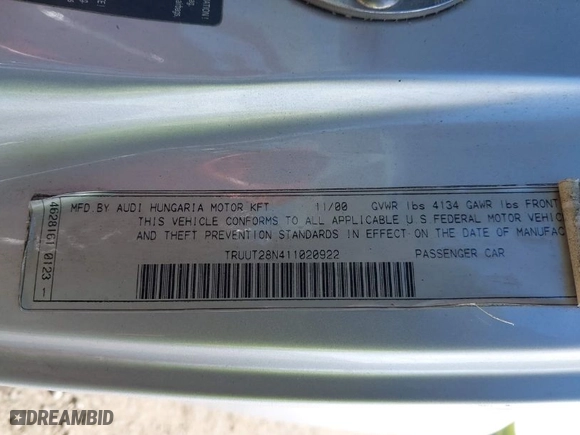 MFD BY AUDI HUNGARIA MOTOR KFT 11/00 GVWR lbs 4134 GAWR lbs FRONT
THIS VEHICLE CONFORMS TO ALL APPLICABLE U.S.FEDERAL MOTOR VEHIC
AND THEFT PREVENTION STANDARDS IN EFFECT ON THE DATE OF MANUFAC
TRUUT28N411020922 PASSENGER CAR
DREAMBID